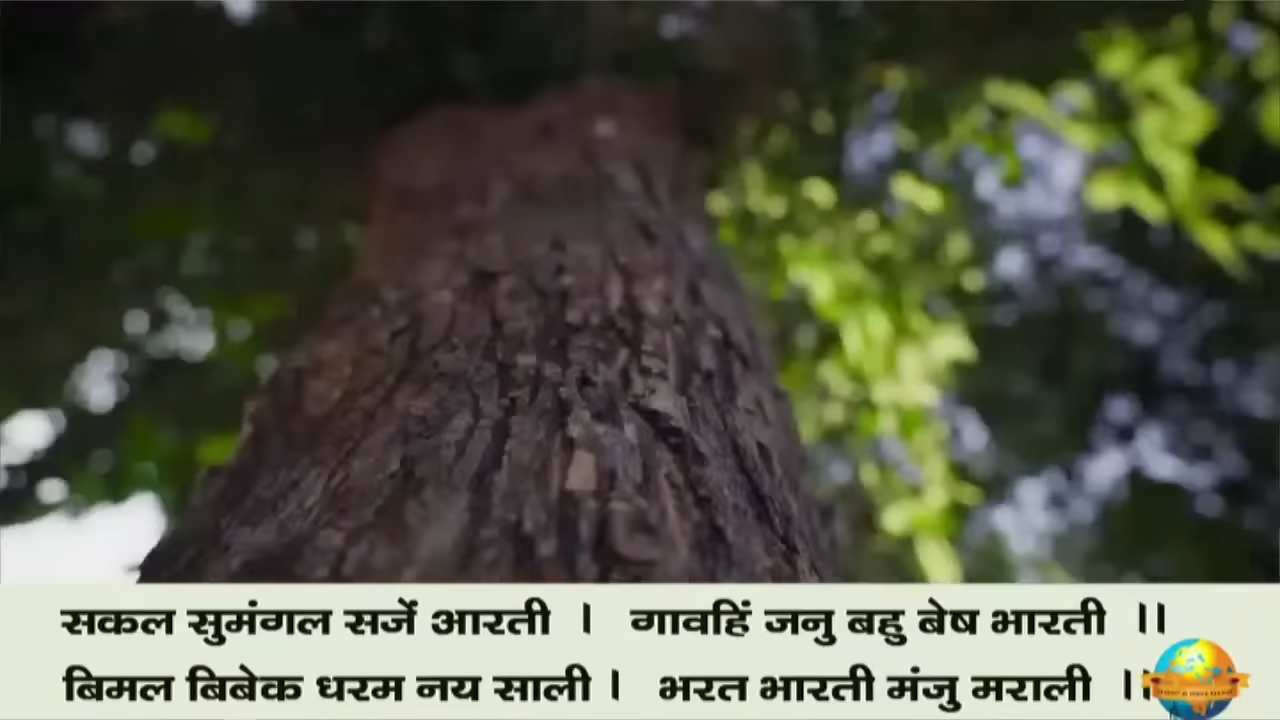 सकल सुमंगल सजें आरती । गावहिं जनु बहु बेष भारती ।।
बिमल बिबेक धरम नय साली । भरत भारती मंजु मराली ।।